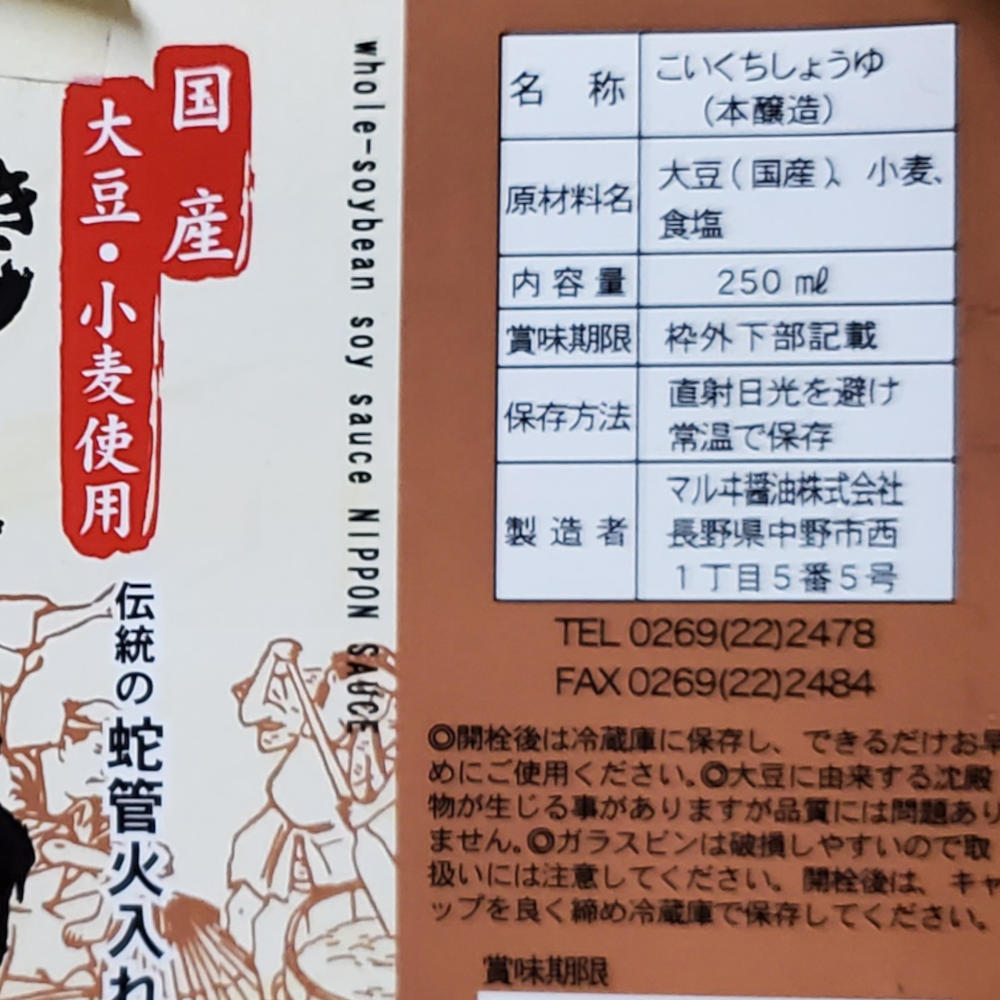 国産
大豆・小麦使用
伝統の蛇管火入れ
whole-soybean soy sauce NIPPON SAUCE
名称 こいくちしょうゆ
(本醸造)
原材料名 大豆(国産)、小麦、
食塩
内容量 250 ml
賞味期限 枠外下部記載
保存方法 直射日光を避け
常温で保存
製造者 マルヰ醤油株式会社
長野県中野市西
1丁目5番5号
TEL 0269(22)2478
FAX 0269(22)2484
◎開栓後は冷蔵庫に保存し、できるだけお早
めにご使用ください。◎大豆に由来する沈殿
物が生じる事がありますが品質には問題あり
ません。◎ガラスビンは破損しやすいので取
扱いには注意してください。開栓後は、キャ
ップを良く締め冷蔵庫で保存してください。
賞味期限